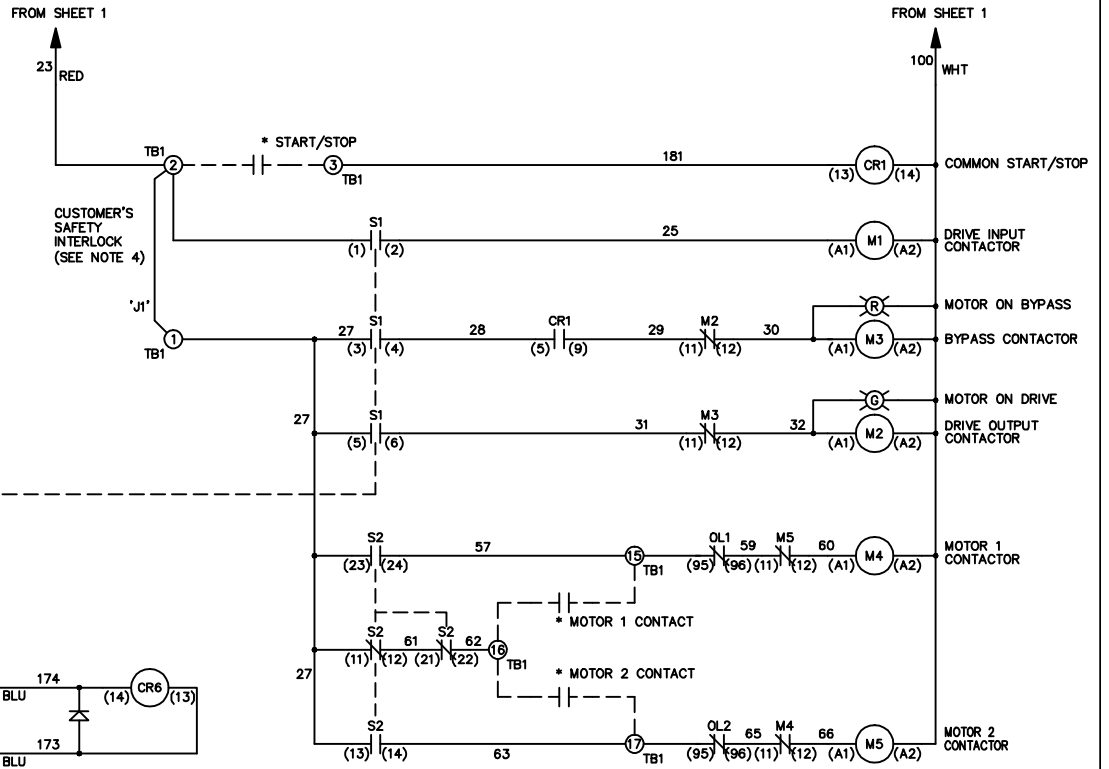 FROM SHEET 1
FROM SHEET 1
23 RED
100 WHT
* START/STOP
TB1 2
3 TB1
181
CR1
(13) (14)
COMMON START/STOP
CUSTOMER'S
SAFETY
INTERLOCK
(SEE NOTE 4)
S1
(1) (2)
25
M1
(A1) (A2)
DRIVE INPUT
CONTACTOR
'J1'
R
MOTOR ON BYPASS
TB1 1
27
S1
(3) (4)
28
CR1
(5) (9)
29
M2
(11) (12)
30
M3
(A1) (A2)
BYPASS CONTACTOR
G
MOTOR ON DRIVE
27
S1
(5) (6)
31
M3
(11) (12)
32
M2
(A1) (A2)
DRIVE OUTPUT
CONTACTOR
S2
(23) (24)
57
15
TB1
OL1
(95) (96)
59
M5
(11) (12)
60
M4
(A1) (A2)
MOTOR 1
CONTACTOR
* MOTOR 1 CONTACT
S2
(11) (12)
61
S2
(21) (22)
62
16
TB1
* MOTOR 2 CONTACT
27
S2
(13) (14)
63
17
TB1
OL2
(95) (96)
65
M4
(11) (12)
66
M5
(A1) (A2)
MOTOR 2
CONTACTOR
174
BLU
CR6
(14) (13)
173
BLU